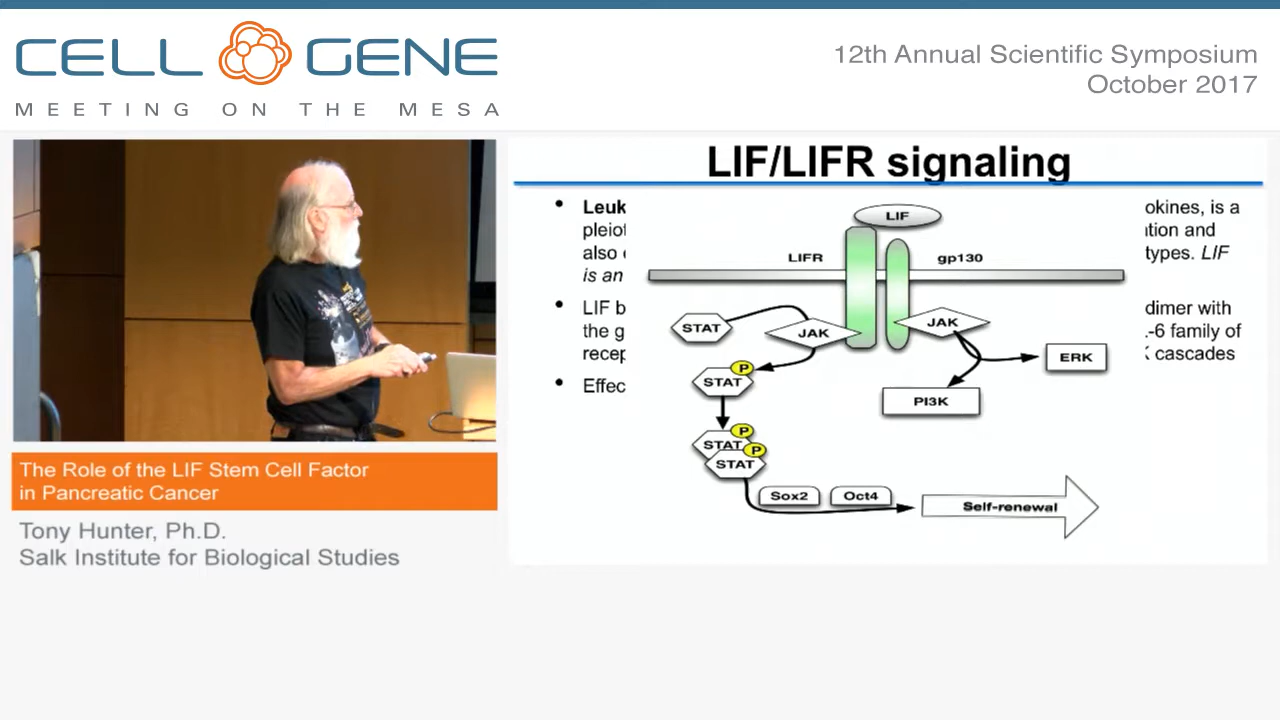 CELL GENE
MEETING ON THE MESA
12th Annual Scientific Symposium
October 2017
The Role of the LIF Stem Cell Factor
in Pancreatic Cancer
Tony Hunter, Ph.D.
Salk Institute for Biological Studies
LIF/LIFR signaling
• Leuk okines, is a
pleiot tion and
also types. LIF
is an
• LIF b dimer with
the g -6 family of
recep cascades
• Effec
LIF
LIFR
gp130
STAT
JAK
JAK
P
STAT
ERK
PI3K
P
STAT
P
STAT
Sox2
Oct4
Self-renewal